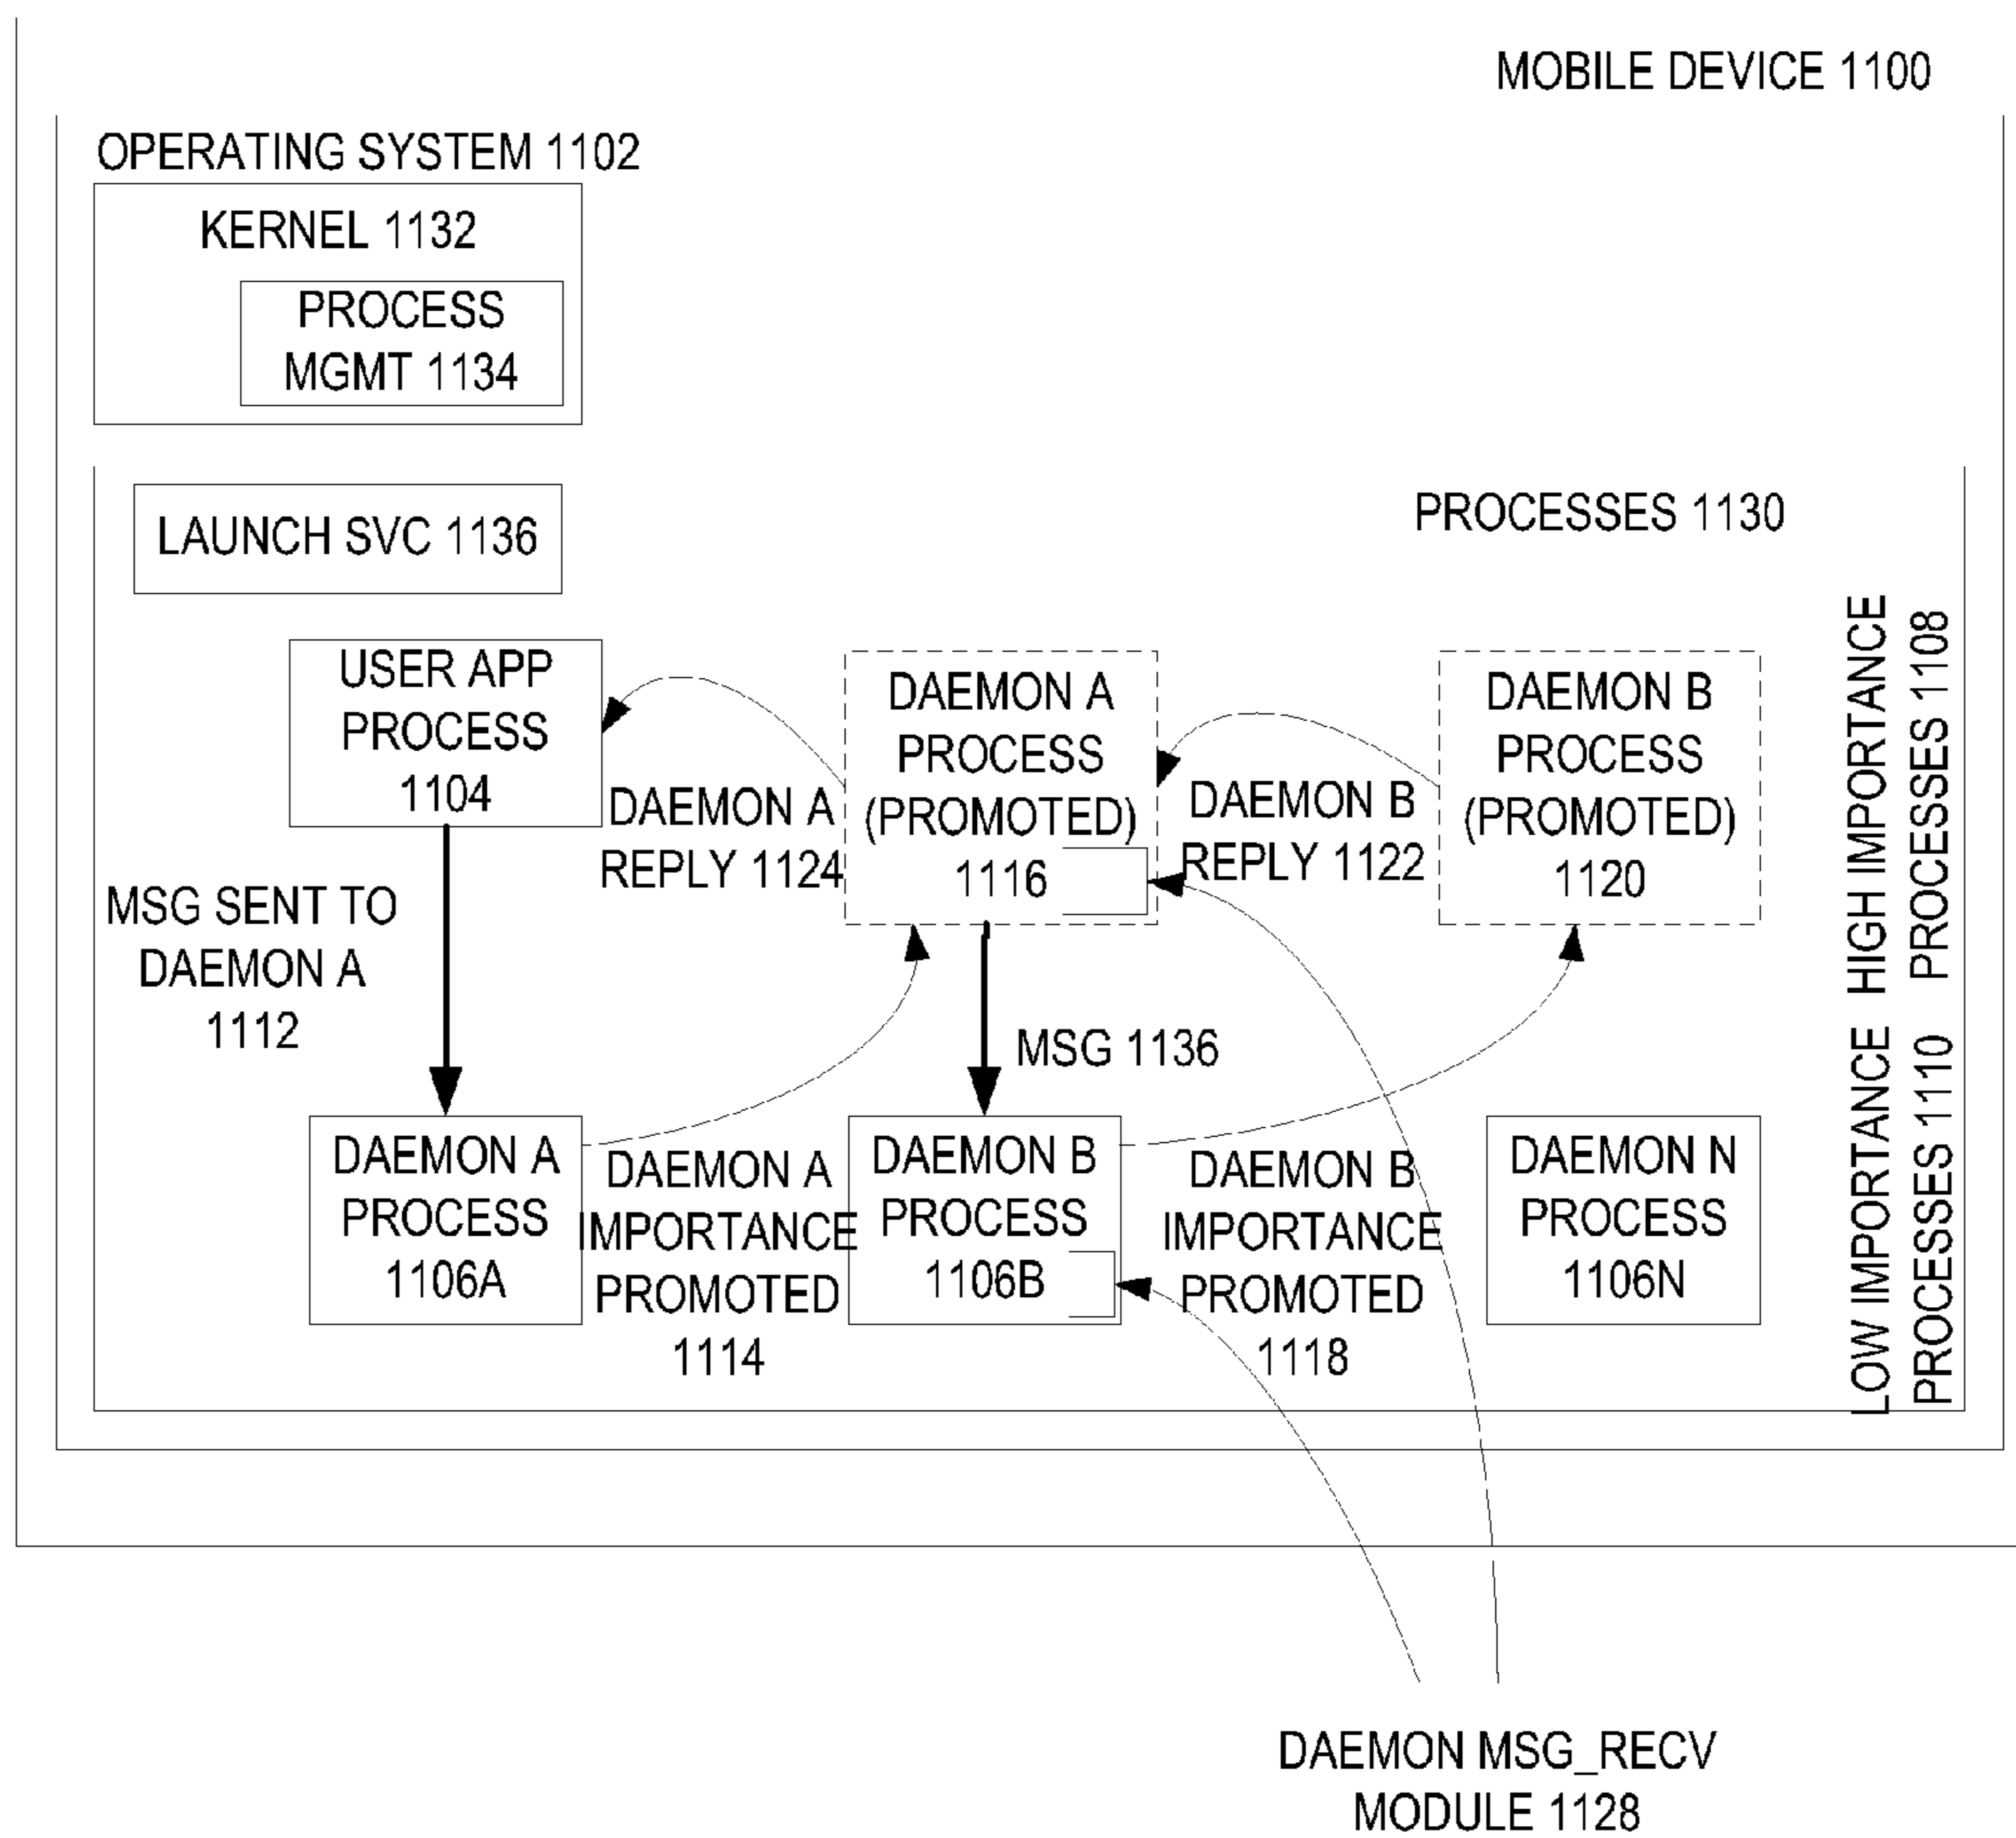 MOBILE DEVICE 1100
OPERATING SYSTEM 1102
KERNEL 1132
PROCESS
MGMT 1134
LAUNCH SVC 1136
PROCESSES 1130
USER APP
PROCESS
1104
DAEMON A
REPLY 1124
DAEMON A
PROCESS
(PROMOTED)
1116
DAEMON B
REPLY 1122
DAEMON B
PROCESS
(PROMOTED)
1120
HIGH IMPORTANCE
PROCESSES 1108
MSG SENT TO
DAEMON A
1112
MSG 1136
DAEMON A
PROCESS
1106A
DAEMON A
IMPORTANCE
PROMOTED
1114
DAEMON B
PROCESS
1106B
DAEMON B
IMPORTANCE
PROMOTED
1118
DAEMON N
PROCESS
1106N
LOW IMPORTANCE
PROCESSES 1110
DAEMON MSG_RECV
MODULE 1128